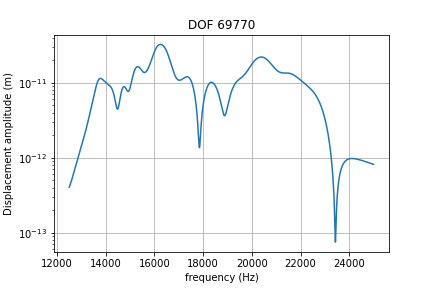 DOF 69770
Displacement amplitude (m)
10⁻¹¹
10⁻¹²
10⁻¹³
12000 14000 16000 18000 20000 22000 24000
frequency (Hz)